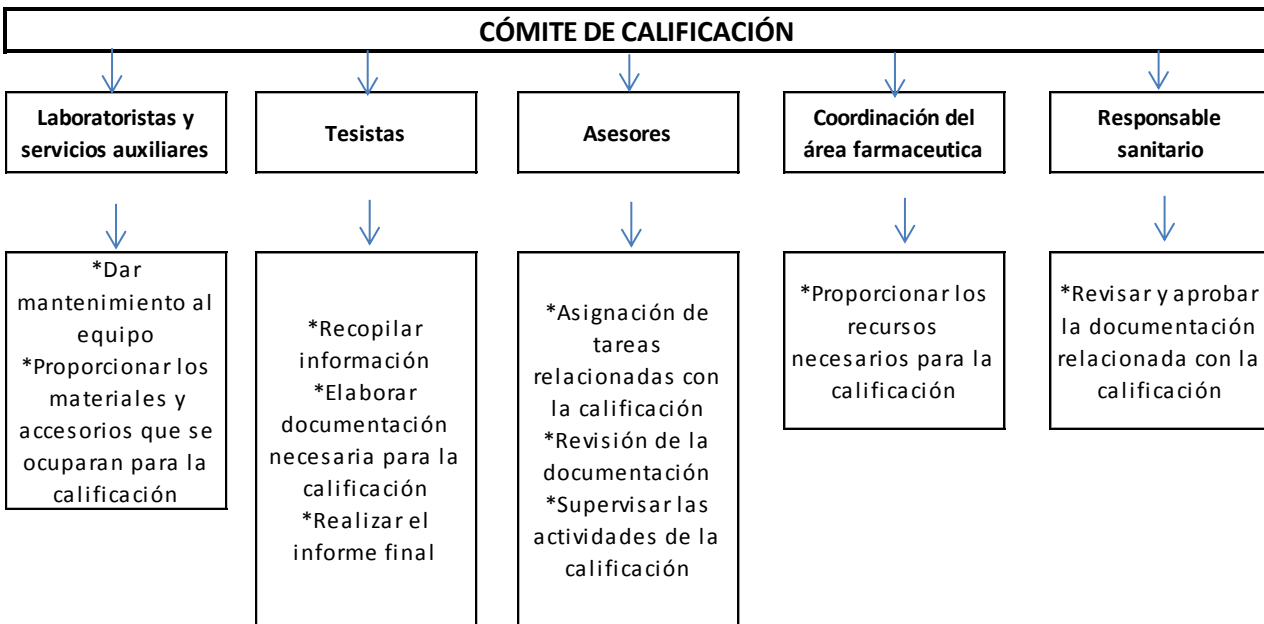 CÓMITE DE CALIFICACIÓN
Laboratoristas y
servicios auxiliares
Tesistas
Asesores
Coordinación del
área farmaceutica
Responsable
sanitario
*Dar
mantenimiento al
equipo
*Proporcionar los
materiales y
accesorios que se
ocuparan para la
calificación
*Recopilar
información
*Elaborar
documentación
necesaria para la
calificación
*Realizar el
informe final
*Asignación de
tareas
relacionadas con
la calificación
*Revisión de la
documentación
*Supervisar las
actividades de la
calificación
*Proporcionar los
recursos
necesarios para la
calificación
*Revisar y aprobar
la documentación
relacionada con la
calificación